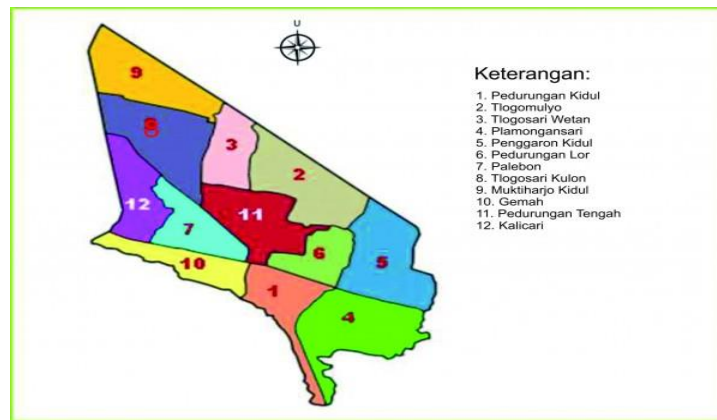 U
Keterangan:
1. Pedurungan Kidul
2. Tlogomulyo
3. Tlogosari Wetan
4. Plamongansari
5. Penggaron Kidul
6. Pedurungan Lor
7. Palebon
8. Tlogosari Kulon
9. Muktiharjo Kidul
10. Gemah
11. Pedurungan Tengah
12. Kalicari
9
8
3
2
12
11
7
6
5
10
1
4